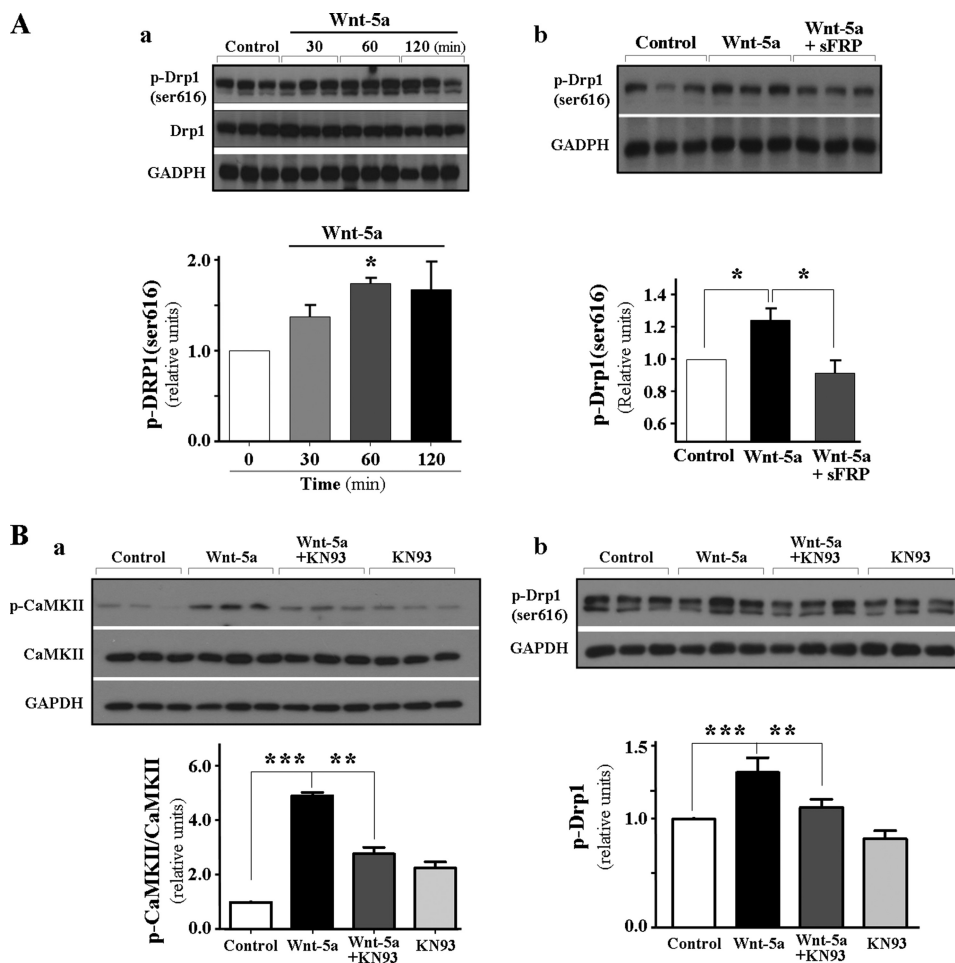 A
a
Wnt-5a
Control 30 60 120 (min)
p-Drp1
(ser616)
Drp1
GADPH
Wnt-5a
p-DRP1(ser616)
(relative units)
2.0
1.0
0.0
*
0 30 60 120
Time (min)
b
Control Wnt-5a Wnt-5a
+ sFRP
p-Drp1
(ser616)
GADPH
p-Drp1(ser616)
(Relative units)
1.4
1.2
1.0
0.8
0.6
* *
Control Wnt-5a Wnt-5a
+ sFRP
B
a
Control Wnt-5a Wnt-5a
+KN93 KN93
p-CaMKII
CaMKII
GAPDH
p-CaMKII/CaMKII
(relative units)
6.0
4.0
2.0
0.0
*** **
Control Wnt-5a Wnt-5a
+KN93 KN93
b
Control Wnt-5a Wnt-5a
+KN93 KN93
p-Drp1
(ser616)
GAPDH
p-Drp1
(relative units)
1.5
1.0
0.0
*** **
Control Wnt-5a Wnt-5a
+KN93 KN93